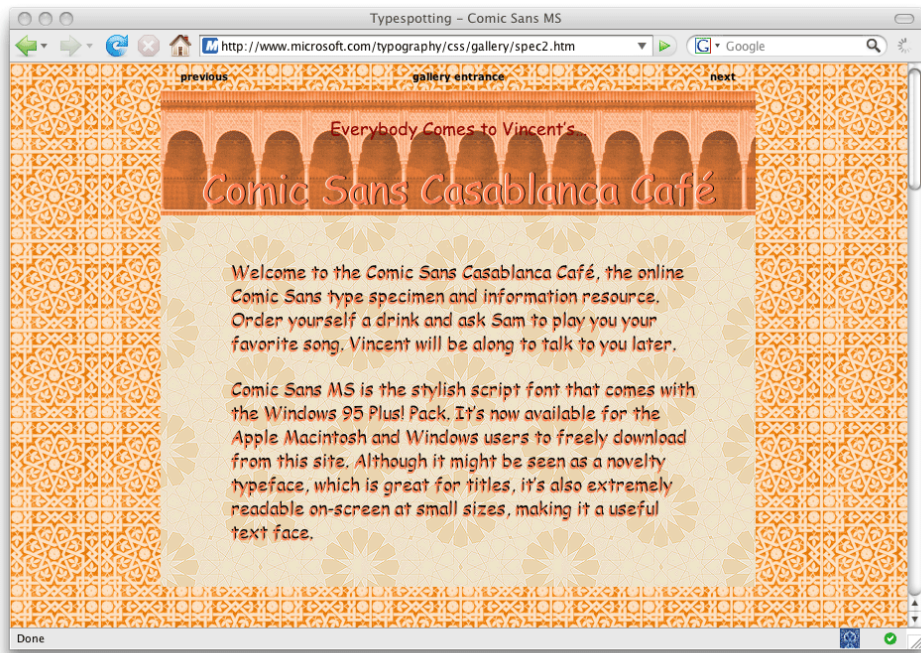 Typespotting – Comic Sans MS
http://www.microsoft.com/typography/css/gallery/spec2.htm
G
Google
previous
gallery entrance
next
Everybody Comes to Vincent's...
Comic Sans Casablanca Café
Welcome to the Comic Sans Casablanca Café, the online
Comic Sans type specimen and information resource.
Order yourself a drink and ask Sam to play you your
favorite song. Vincent will be along to talk to you later.
Comic Sans MS is the stylish script font that comes with
the Windows 95 Plus! Pack. It's now available for the
Apple Macintosh and Windows users to freely download
from this site. Although it might be seen as a novelty
typeface, which is great for titles, it's also extremely
readable on-screen at small sizes, making it a useful
text face.
Done